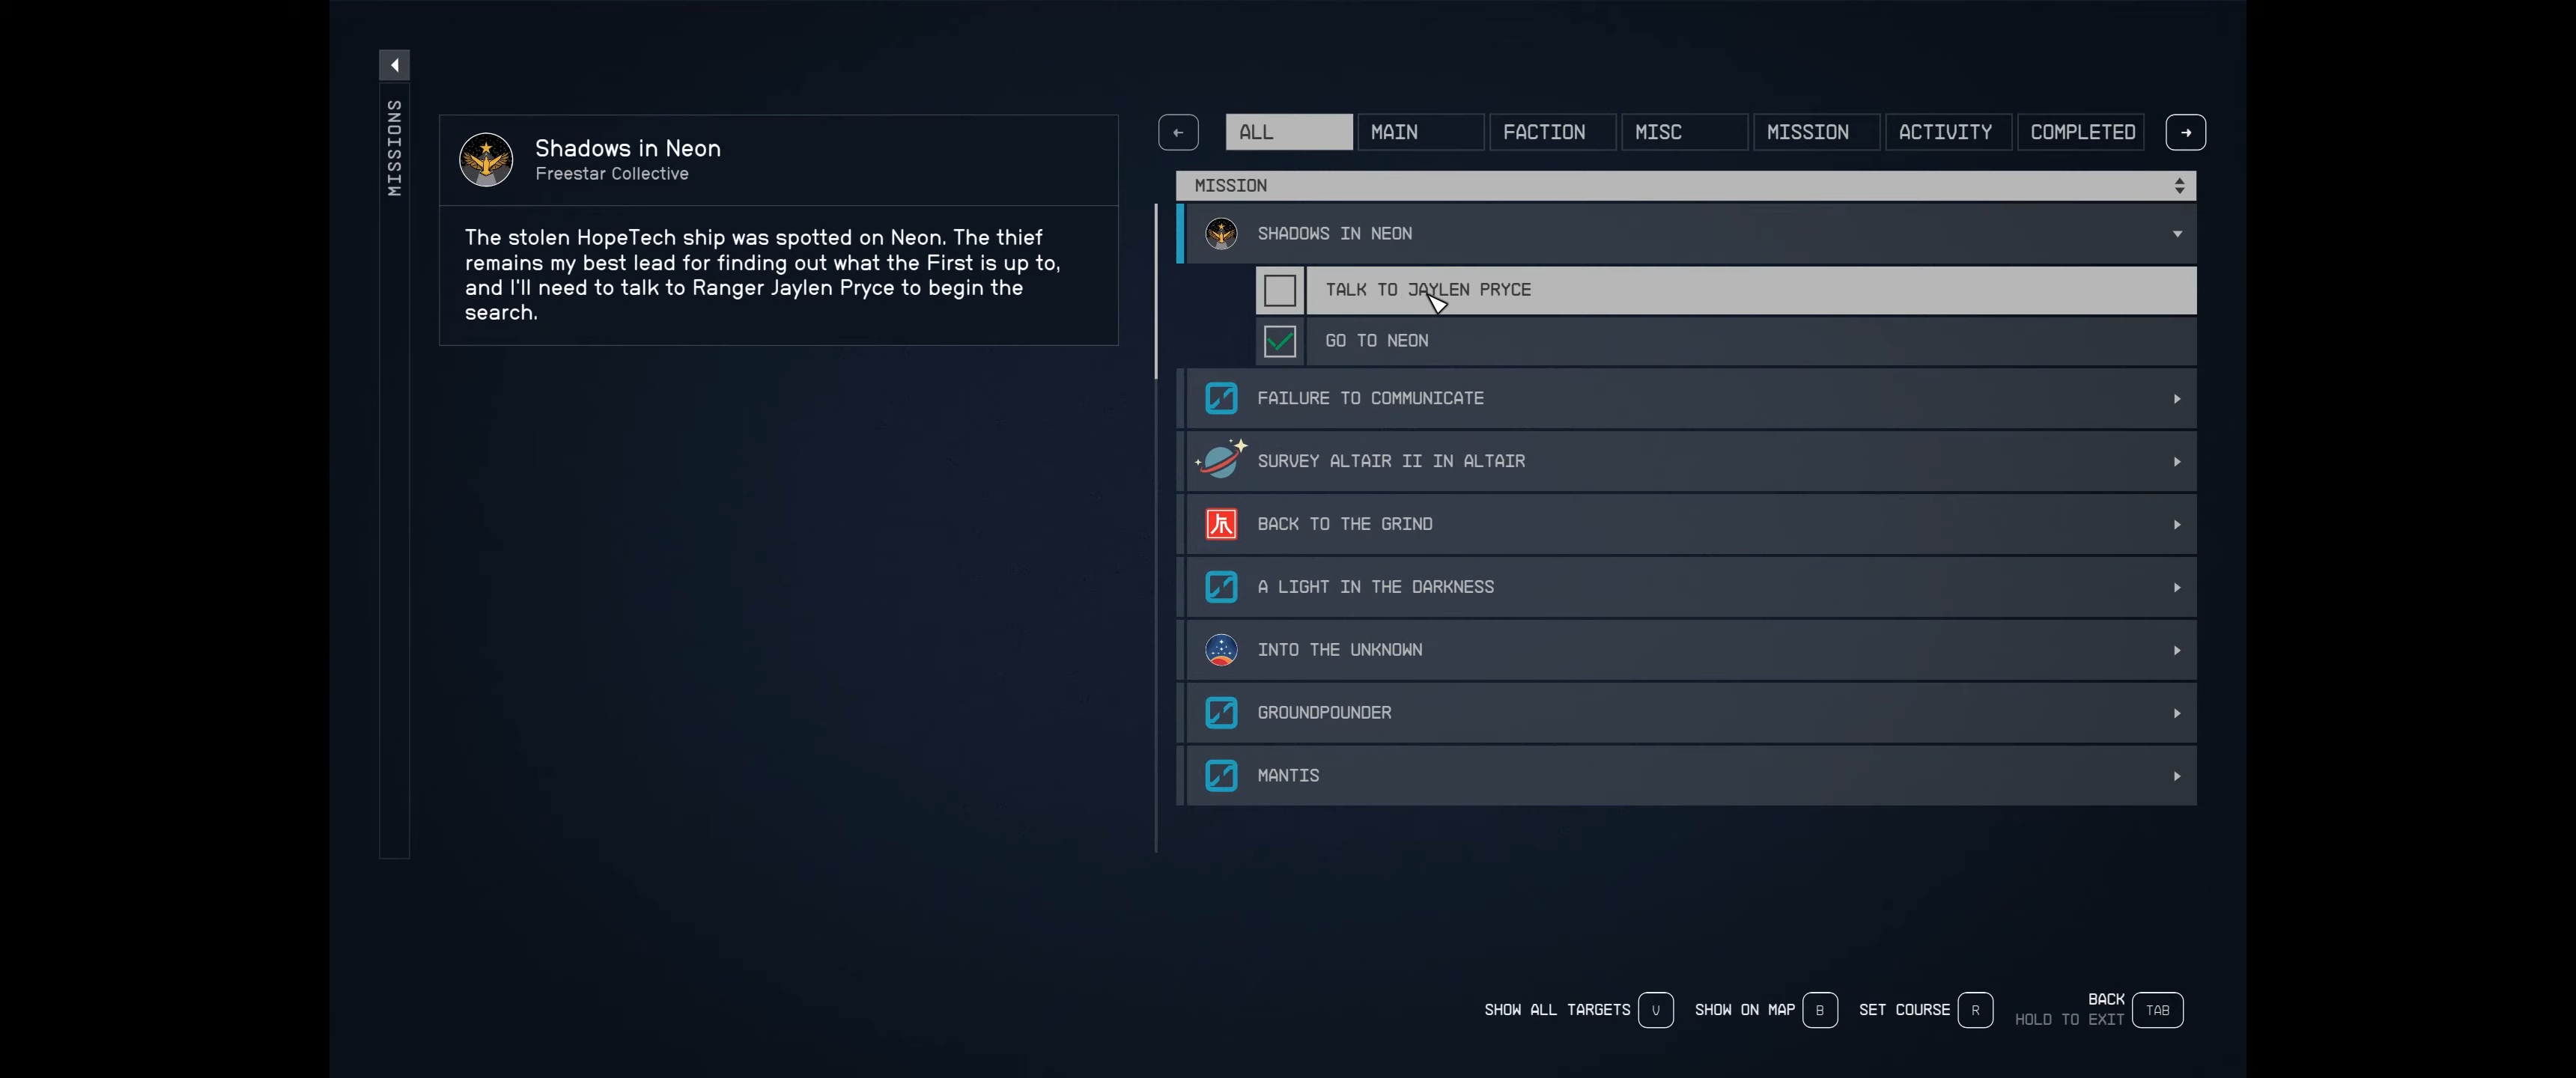 MISSIONS
Shadows in Neon
Freestar Collective
The stolen HopeTech ship was spotted on Neon. The thief
remains my best lead for finding out what the First is up to,
and I'll need to talk to Ranger Jaylen Pryce to begin the
search.
ALL MAIN FACTION MISC MISSION ACTIVITY COMPLETED
MISSION
SHADOWS IN NEON
TALK TO JAYLEN PRYCE
GO TO NEON
FAILURE TO COMMUNICATE
SURVEY ALTAIR II IN ALTAIR
BACK TO THE GRIND
A LIGHT IN THE DARKNESS
INTO THE UNKNOWN
GROUNDPOUNDER
MANTIS
SHOW ALL TARGETS V SHOW ON MAP B SET COURSE R BACK TAB
HOLD TO EXIT